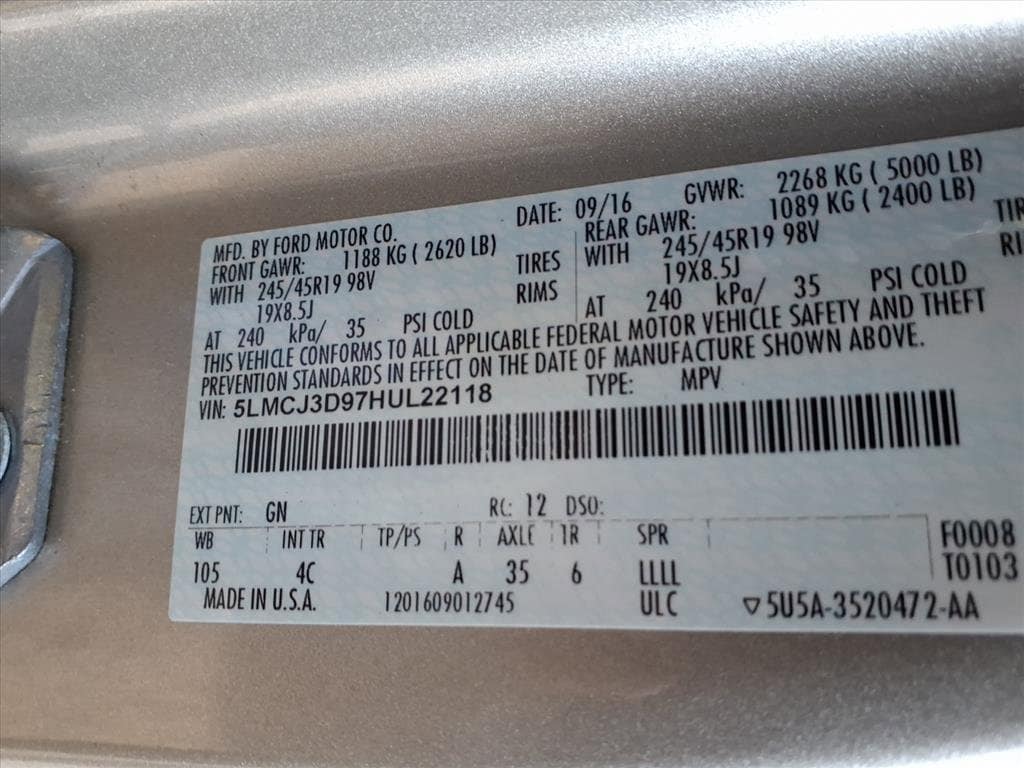 MFD. BY FORD MOTOR CO. DATE: 09/16 GVWR: 2268 KG ( 5000 LB)
FRONT GAWR: 1188 KG ( 2620 LB) REAR GAWR: 1089 KG ( 2400 LB)
WITH 245/45R19 98V TIRES WITH 245/45R19 98V TIR
19X8.5J RIMS 19X8.5J RI
AT 240 kPa/ 35 PSI COLD AT 240 kPa/ 35 PSI COLD
THIS VEHICLE CONFORMS TO ALL APPLICABLE FEDERAL MOTOR VEHICLE SAFETY AND THEFT
PREVENTION STANDARDS IN EFFECT ON THE DATE OF MANUFACTURE SHOWN ABOVE.
VIN: 5LMCJ3D97HUL22118 TYPE: MPV
EXT PNT: GN RC: 12 DSO:
WB INT TR TP/PS R AXLE TR SPR F0008
105 4C A 35 6 LLLL T0103
MADE IN U.S.A. 1201609012745 ULC ▽5U5A-3520472-AA